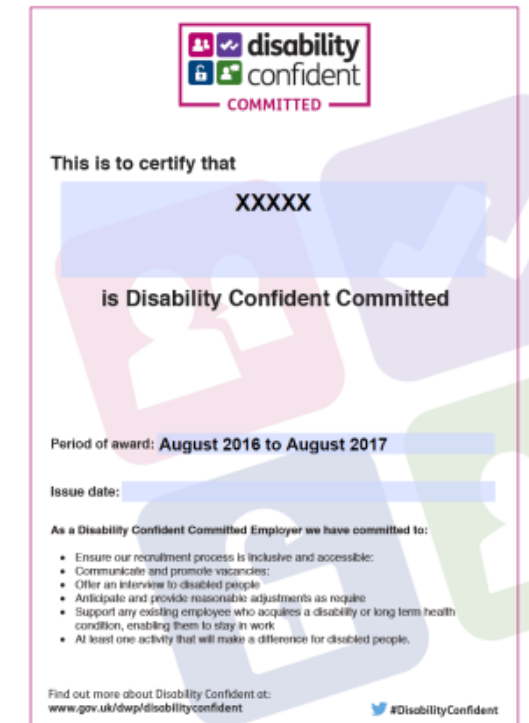 disability
confident
COMMITTED
This is to certify that
XXXXX
is Disability Confident Committed
Period of award: August 2016 to August 2017
Issue date:
As a Disability Confident Committed Employer we have committed to:
• Ensure our recruitment process is inclusive and accessible:
• Communicate and promote vacancies:
• Offer an interview to disabled people
• Anticipate and provide reasonable adjustments as require
• Support any existing employee who acquires a disability or long term health
condition, enabling them to stay in work
• At least one activity that will make a difference for disabled people.
Find out more about Disability Confident at:
www.gov.uk/dwp/disabilityconfident
#DisabilityConfident